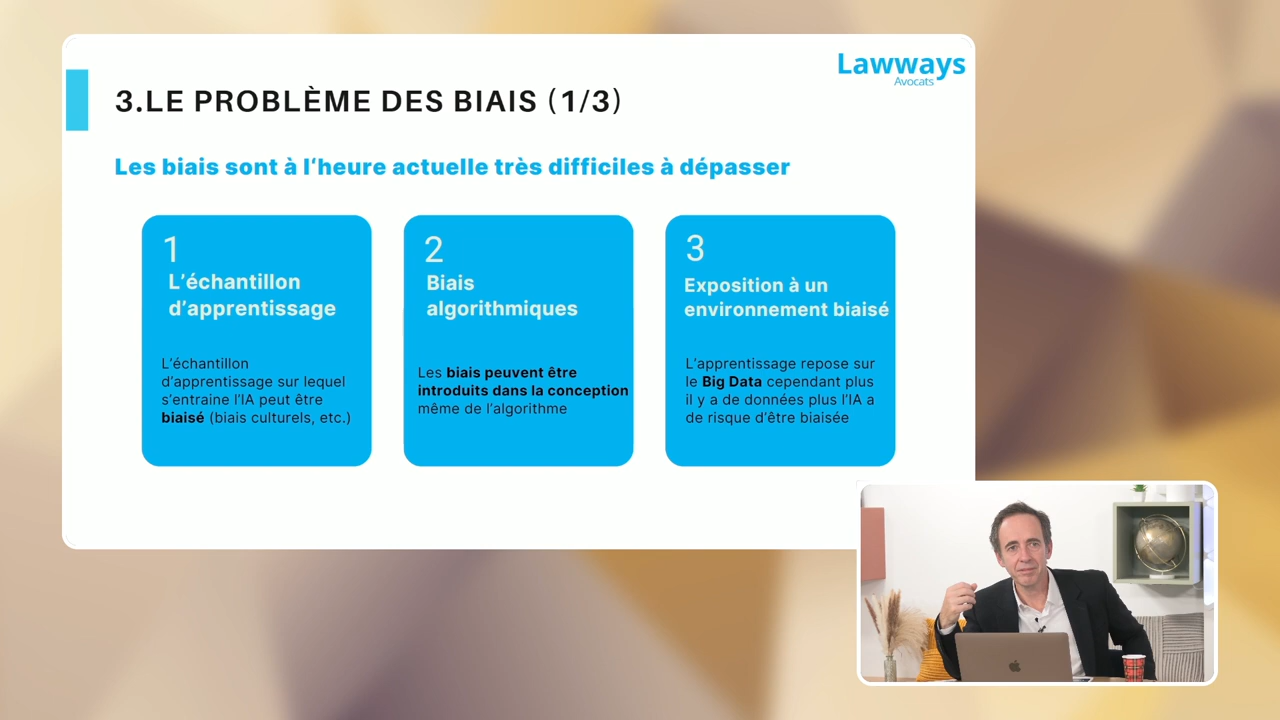 Lawways
Avocats
3.LE PROBLÈME DES BIAIS (1/3)
Les biais sont à l'heure actuelle très difficiles à dépasser
1
L'échantillon
d'apprentissage
L'échantillon
d'apprentissage sur lequel
s'entraine l'IA peut être
biaisé (biais culturels, etc.)
2
Biais
algorithmiques
Les biais peuvent être
introduits dans la conception
même de l'algorithme
3
Exposition à un
environnement biaisé
L'apprentissage repose sur
le Big Data cependant plus
il y a de données plus l'IA a
de risque d'être biaisée